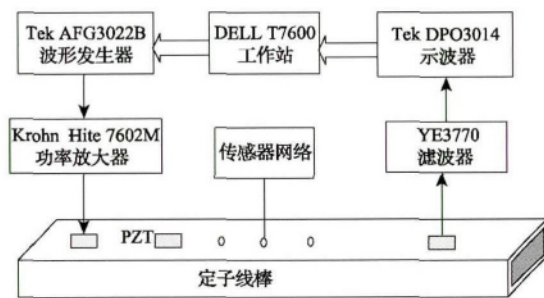 Tek AFG3022B
波形发生器
DELL T7600
工作站
Tek DPO3014
示波器
Krohn Hite 7602M
功率放大器
传感器网络
YE3770
滤波器
PZT
定子线棒